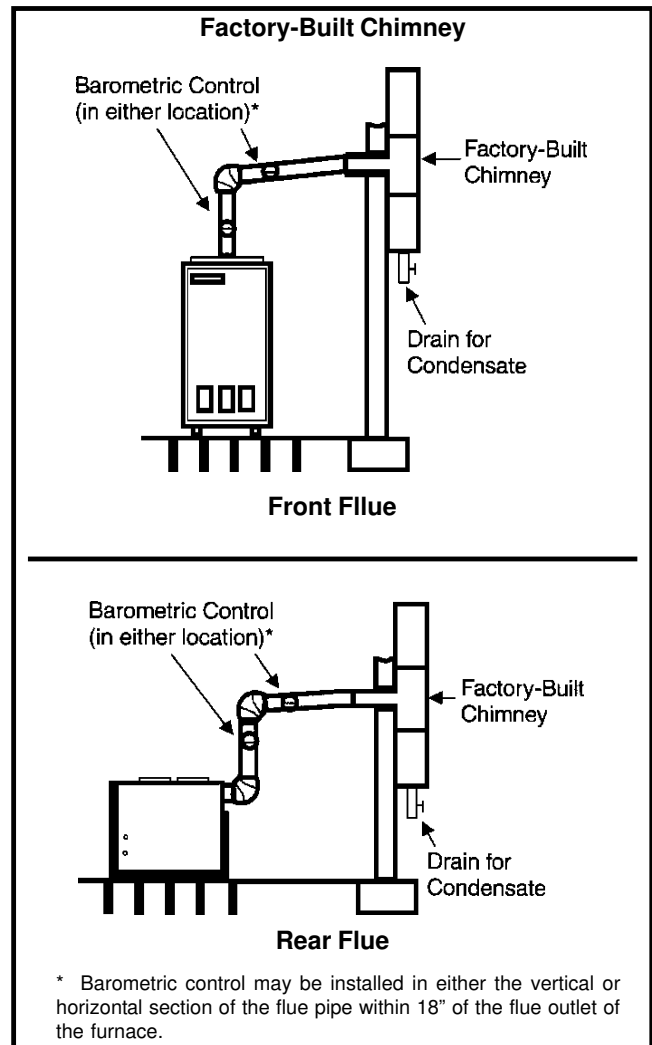 Factory-Built Chimney
Barometric Control
(in either location)*
Factory-Built
Chimney
Drain for
Condensate
Front Fllue
Barometric Control
(in either location)*
Factory-Built
Chimney
Drain for
Condensate
Rear Flue
* Barometric control may be installed in either the vertical or
horizontal section of the flue pipe within 18” of the flue outlet of
the furnace.